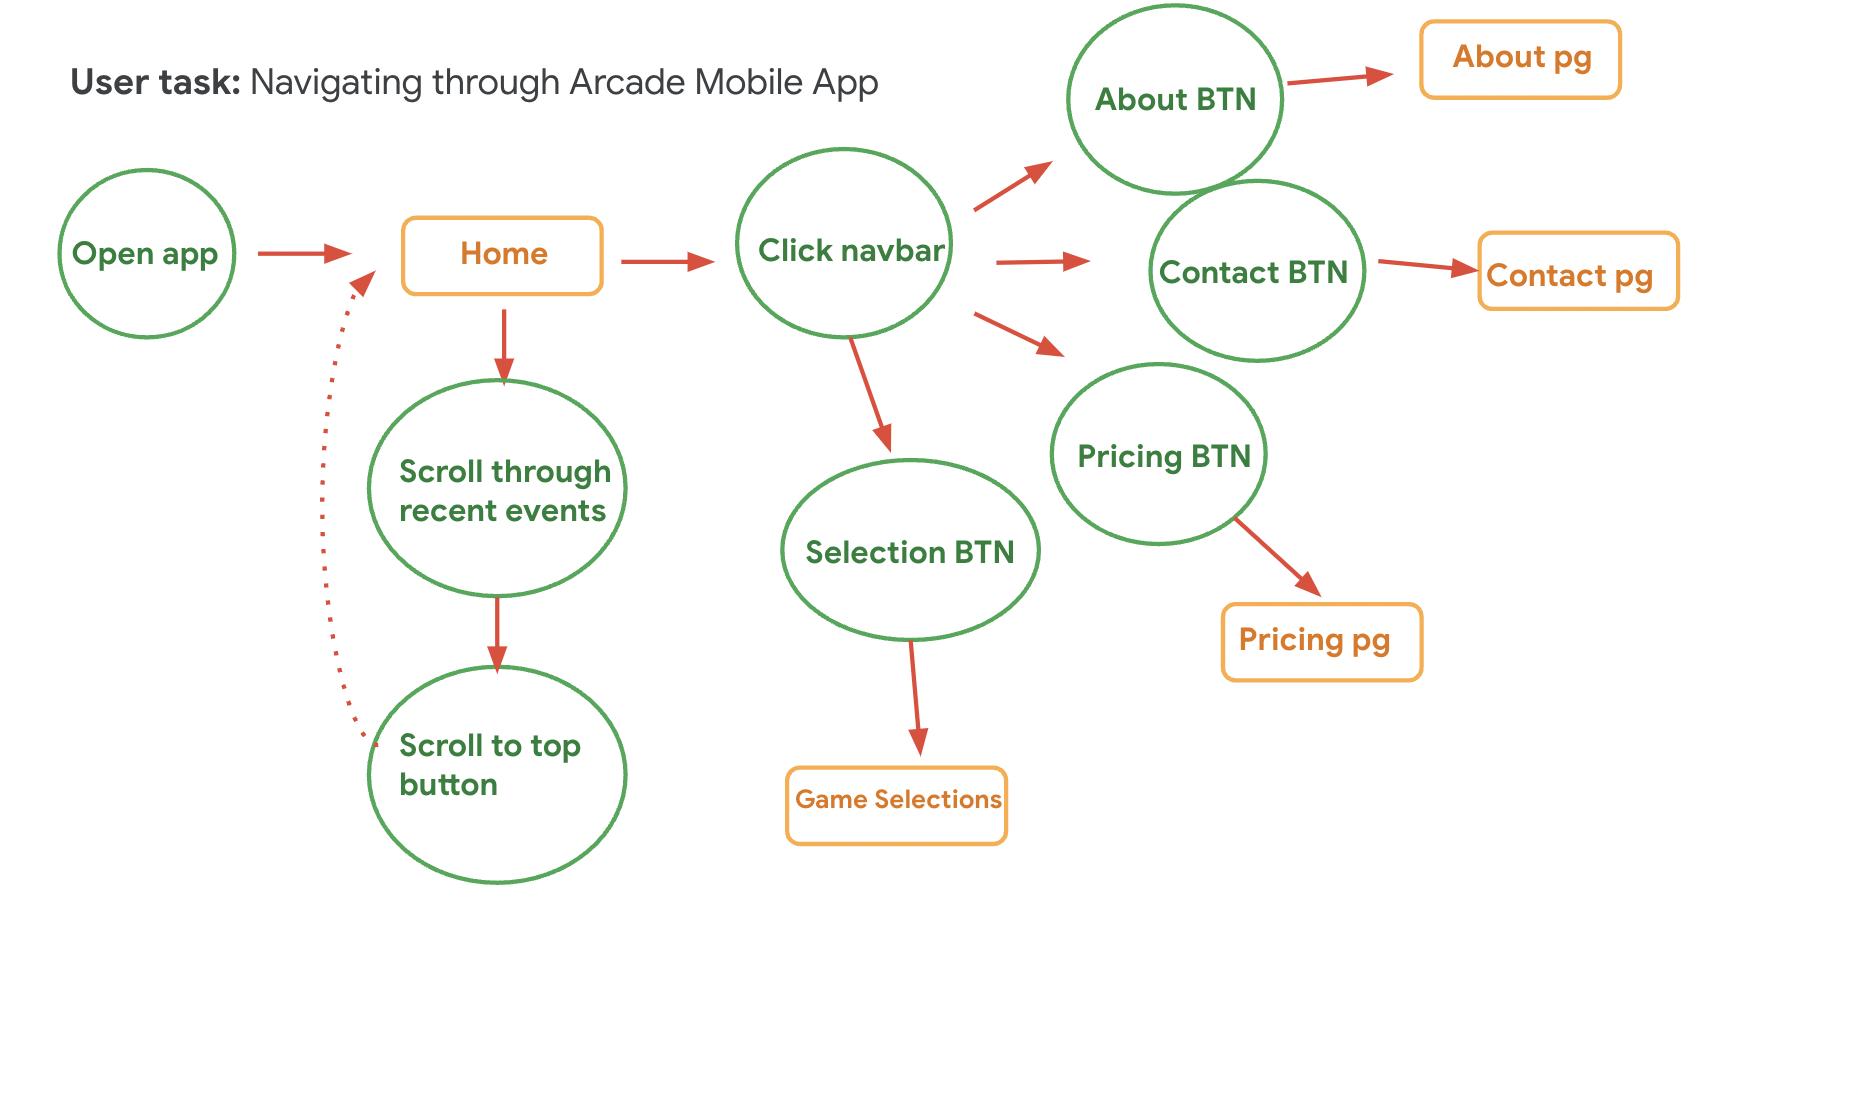 User task: Navigating through Arcade Mobile App
Open app
Home
Click navbar
About BTN
About pg
Contact BTN
Contact pg
Pricing BTN
Pricing pg
Scroll through
recent events
Selection BTN
Scroll to top
button
Game Selections